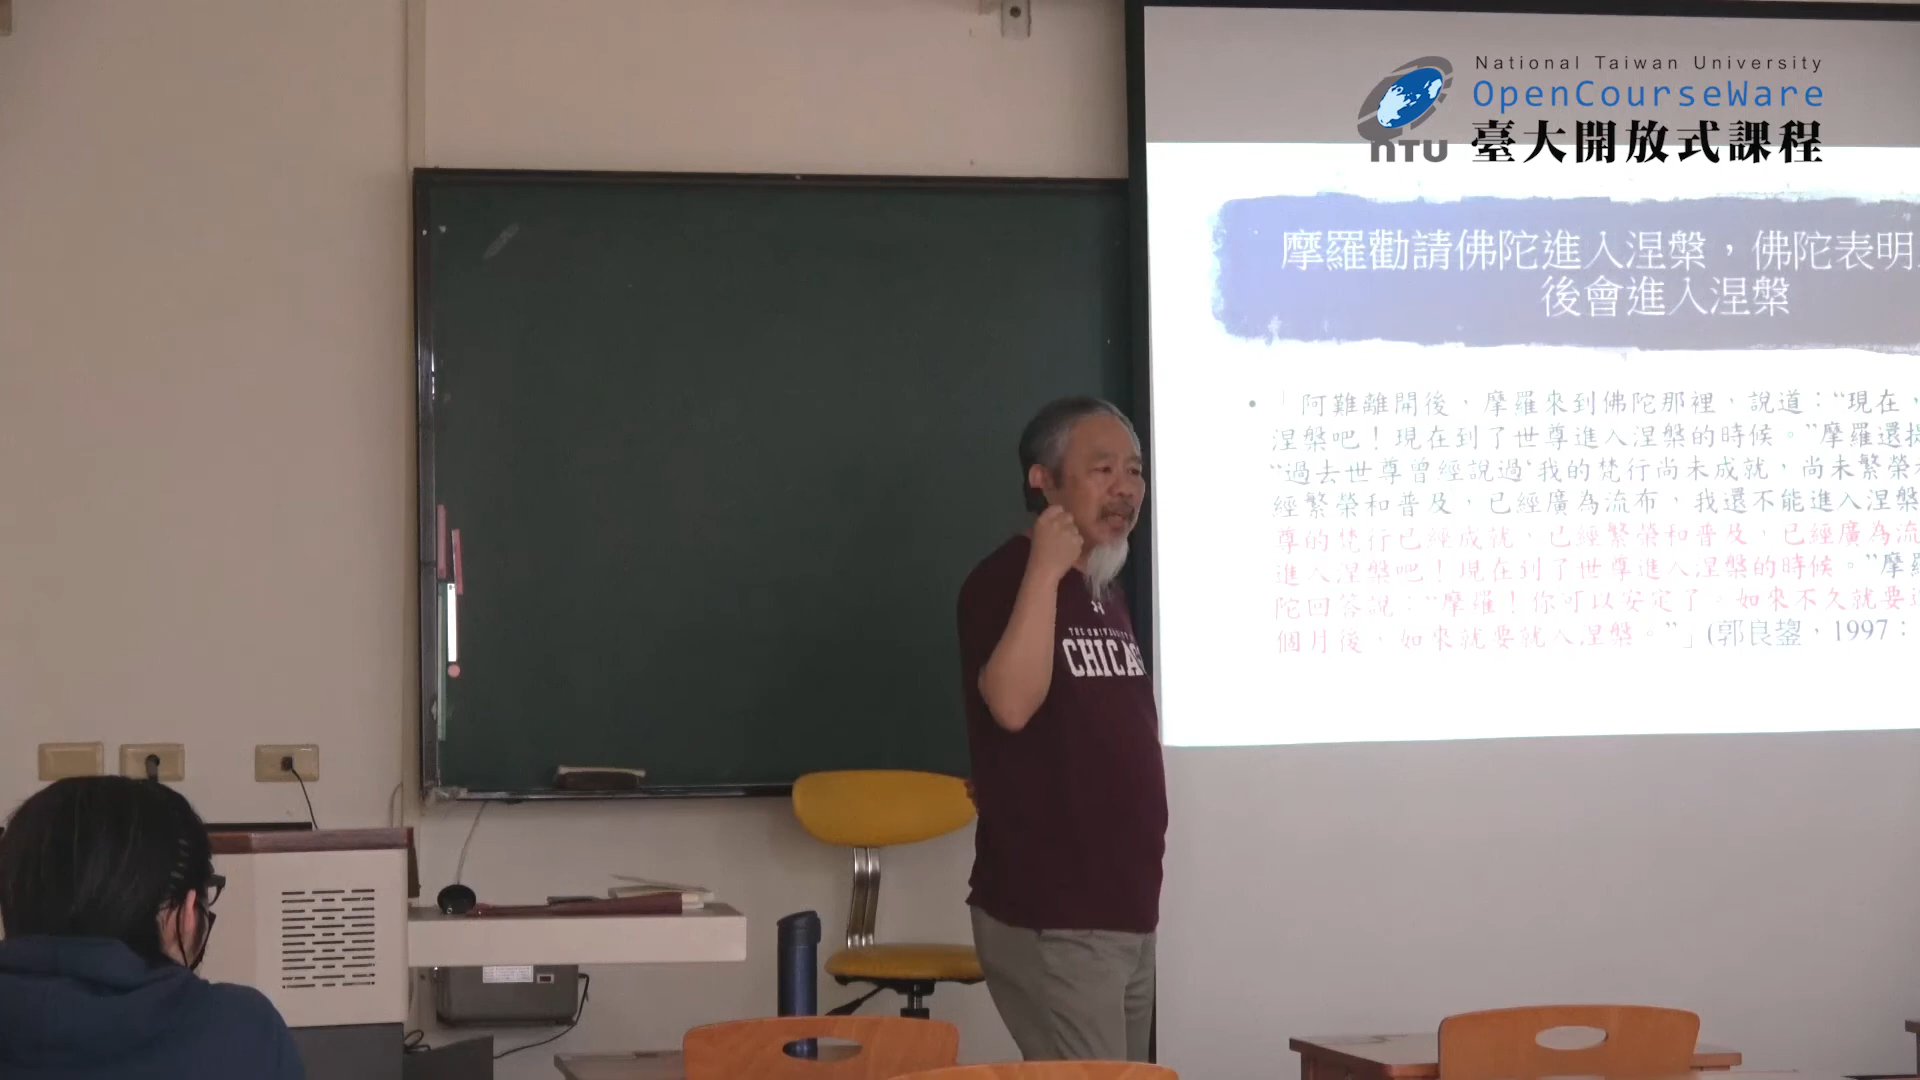 National Taiwan University
OpenCourseWare
NTU 臺大開放式課程
摩羅勸請佛陀進入涅槃，佛陀表明
後會進入涅槃
• 「阿難離開後，摩羅來到佛陀那裡，說道：“現在，
涅槃吧！現在到了世尊進入涅槃的時候。”摩羅還提
“過去世尊曾經說過‘我的梵行尚未成就，尚未繁榮
經繁榮和普及，已經廣為流布，我還不能進入涅槃
尊的梵行已經成就，已經繁榮和普及，已經廣為流
進入涅槃吧！現在到了世尊進入涅槃的時候。”摩羅
陀回答說：“摩羅！你可以安定了。如來不久就要
個月後，如來就要就入涅槃。”」(郭良鋆，1997：
THE UNIVERSITY
CHICAG